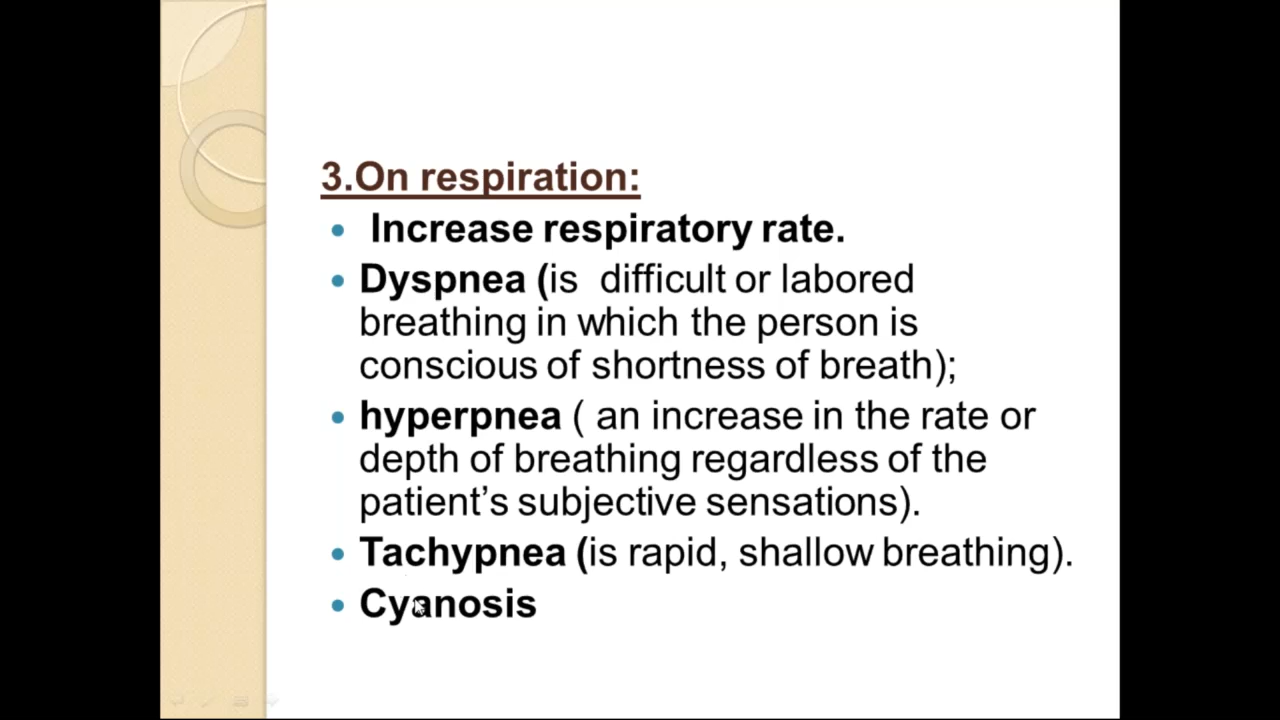 3.On respiration:
Increase respiratory rate.
Dyspnea (is difficult or labored
breathing in which the person is
conscious of shortness of breath);
hyperpnea ( an increase in the rate or
depth of breathing regardless of the
patient’s subjective sensations).
Tachypnea (is rapid, shallow breathing).
Cyanosis